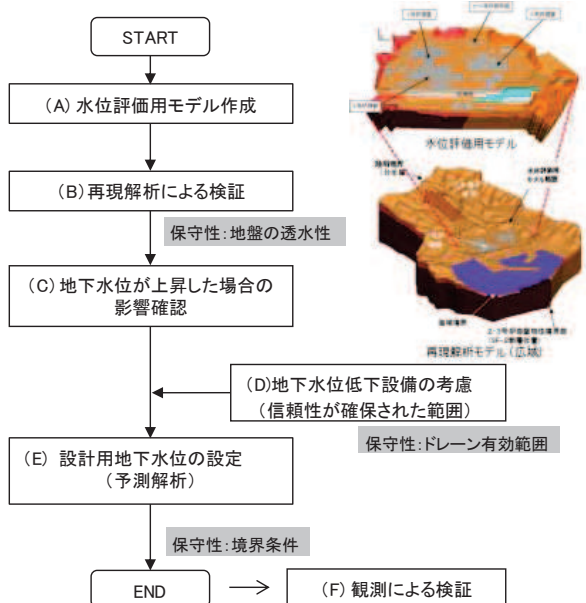 START
(A) 水位評価用モデル作成
(B) 再現解析による検証
保守性：地盤の透水性
(C) 地下水位が上昇した場合の
影響確認
(D)地下水位低下設備の考慮
(信頼性が確保された範囲)
保守性：ドレーン有効範囲
(E) 設計用地下水位の設定
(予測解析)
保守性：境界条件
END
(F) 観測による検証
水位評価用モデル
再現解析モデル(広域)